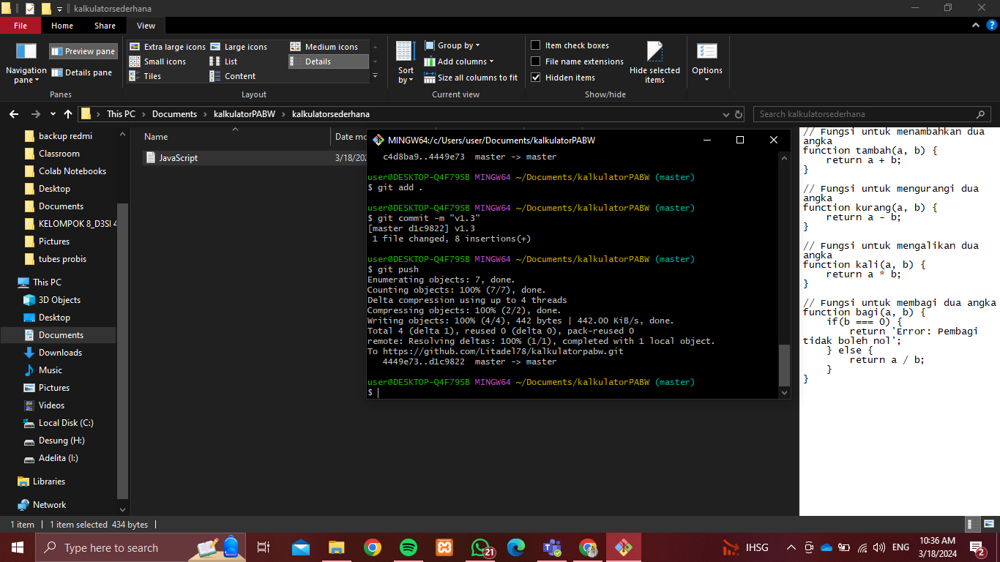 kalkulatorsederhana
File Home Share View
Navigation pane
Preview pane
Details pane
Panes
Extra large icons Large icons Medium icons
Small icons List Details
Tiles Content
Layout
Sort by
Group by
Add columns
Size all columns to fit
Current view
Item check boxes
File name extensions
Hidden items
Hide selected items
Show/hide
Options
This PC > Documents > kalkulatorPABW > kalkulatorsederhana
Search kalkulatorsederhana
backup redmi
Classroom
Colab Notebooks
Desktop
Documents
KELOMPOK 8_D3SI 4
Pictures
tubes probis
This PC
3D Objects
Desktop
Documents
Downloads
Music
Pictures
Videos
Local Disk (C:)
Desung (H:)
Adelita (I:)
Libraries
Network
Name Date mo
JavaScript 3/18/202
MINGW64:/c/Users/user/Documents/kalkulatorPABW
c4d8ba9..4449e73  master -> master
user@DESKTOP-Q4F79SB MINGW64 ~/Documents/kalkulatorPABW (master)
$ git add .
user@DESKTOP-Q4F79SB MINGW64 ~/Documents/kalkulatorPABW (master)
$ git commit -m "v1.3"
[master d1c9822] v1.3
1 file changed, 8 insertions(+)
user@DESKTOP-Q4F79SB MINGW64 ~/Documents/kalkulatorPABW (master)
$ git push
Enumerating objects: 7, done.
Counting objects: 100% (7/7), done.
Delta compression using up to 4 threads
Compressing objects: 100% (2/2), done.
Writing objects: 100% (4/4), 442 bytes | 442.00 KiB/s, done.
Total 4 (delta 1), reused 0 (delta 0), pack-reused 0
remote: Resolving deltas: 100% (1/1), completed with 1 local object.
To https://github.com/Litadel78/kalkulatorpabw.git
4449e73..d1c9822  master -> master
user@DESKTOP-Q4F79SB MINGW64 ~/Documents/kalkulatorPABW (master)
$
// Fungsi untuk menambahkan dua
angka
function tambah(a, b) {
return a + b;
}
// Fungsi untuk mengurangi dua
angka
function kurang(a, b) {
return a - b;
}
// Fungsi untuk mengalikan dua
angka
function kali(a, b) {
return a * b;
}
// Fungsi untuk membagi dua angka
function bagi(a, b) {
if(b === 0) {
return 'Error: Pembagi
tidak boleh nol';
} else {
return a / b;
}
}
1 item 1 item selected 434 bytes
Type here to search
21
IHSG
ENG
10:36 AM
3/18/2024
2